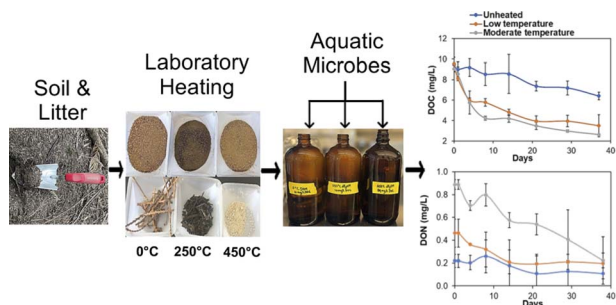 Soil &
Litter
Laboratory
Heating
0°C 250°C 450°C
Aquatic
Microbes
Unheated
Low temperature
Moderate temperature
DOC (mg/L)
12
10
8
6
4
2
0
0 10 20 30 40
Days
DON (mg/L)
1.0
0.8
0.6
0.4
0.2
0.0
0 10 20 30 40
Days